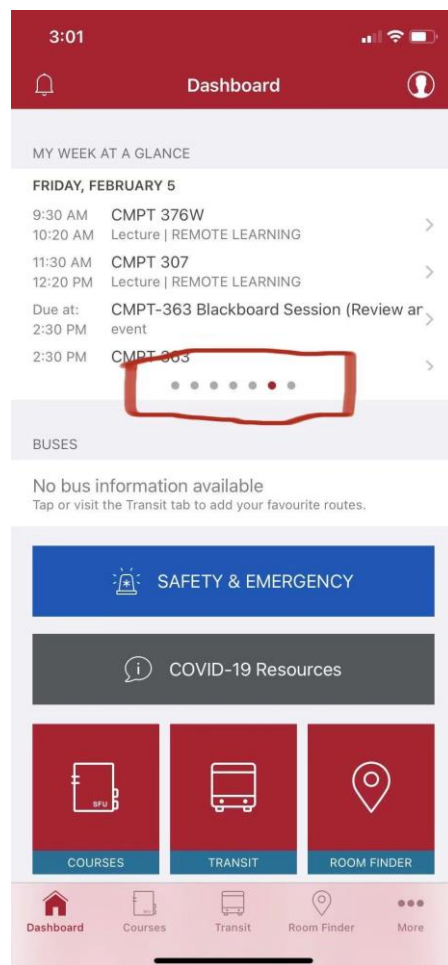 3:01
Dashboard
MY WEEK AT A GLANCE
FRIDAY, FEBRUARY 5
9:30 AM CMPT 376W
10:20 AM Lecture | REMOTE LEARNING
11:30 AM CMPT 307
12:20 PM Lecture | REMOTE LEARNING
Due at: CMPT-363 Blackboard Session (Review ar
2:30 PM event
2:30 PM CMPT 363
BUSES
No bus information available
Tap or visit the Transit tab to add your favourite routes.
SAFETY & EMERGENCY
COVID-19 Resources
SFU
COURSES TRANSIT ROOM FINDER
Dashboard Courses Transit Room Finder More